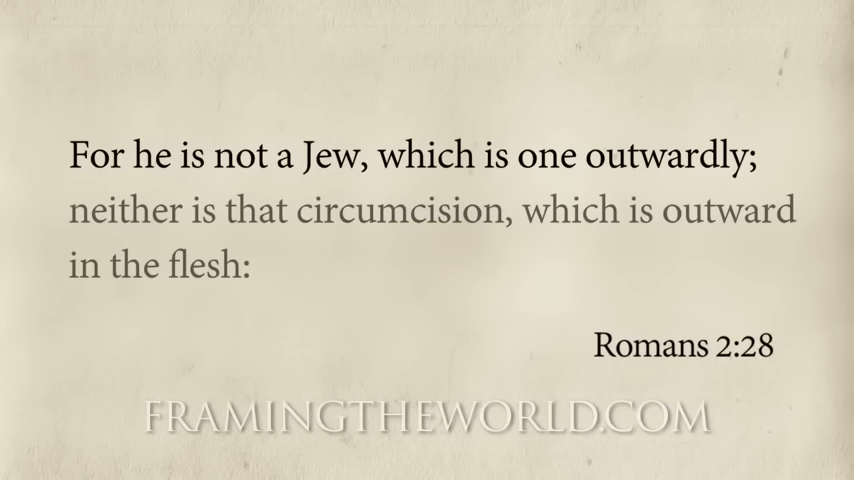 For he is not a Jew, which is one outwardly;
neither is that circumcision, which is outward
in the flesh:
Romans 2:28
FRAMINGTHEWORLD.COM